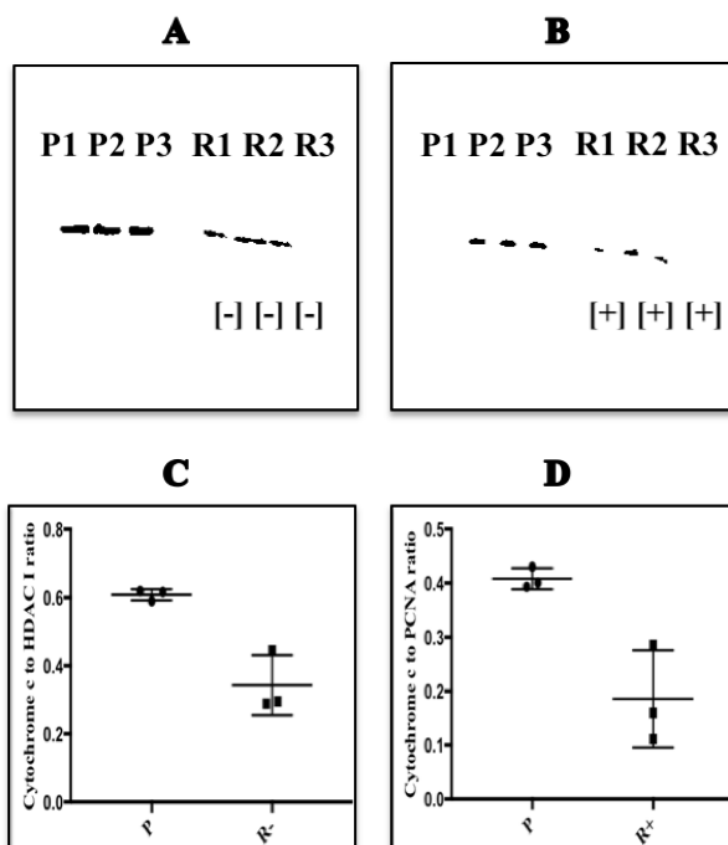 A
P1 P2 P3 R1 R2 R3
[-] [-] [-]
B
P1 P2 P3 R1 R2 R3
[+] [+] [+]
C
Cytochrome c to HDAC I ratio
0.8
0.6
0.4
0.2
0.0
P
R-
D
Cytochrome c to PCNA ratio
0.5
0.4
0.3
0.2
0.1
0.0
P
R+